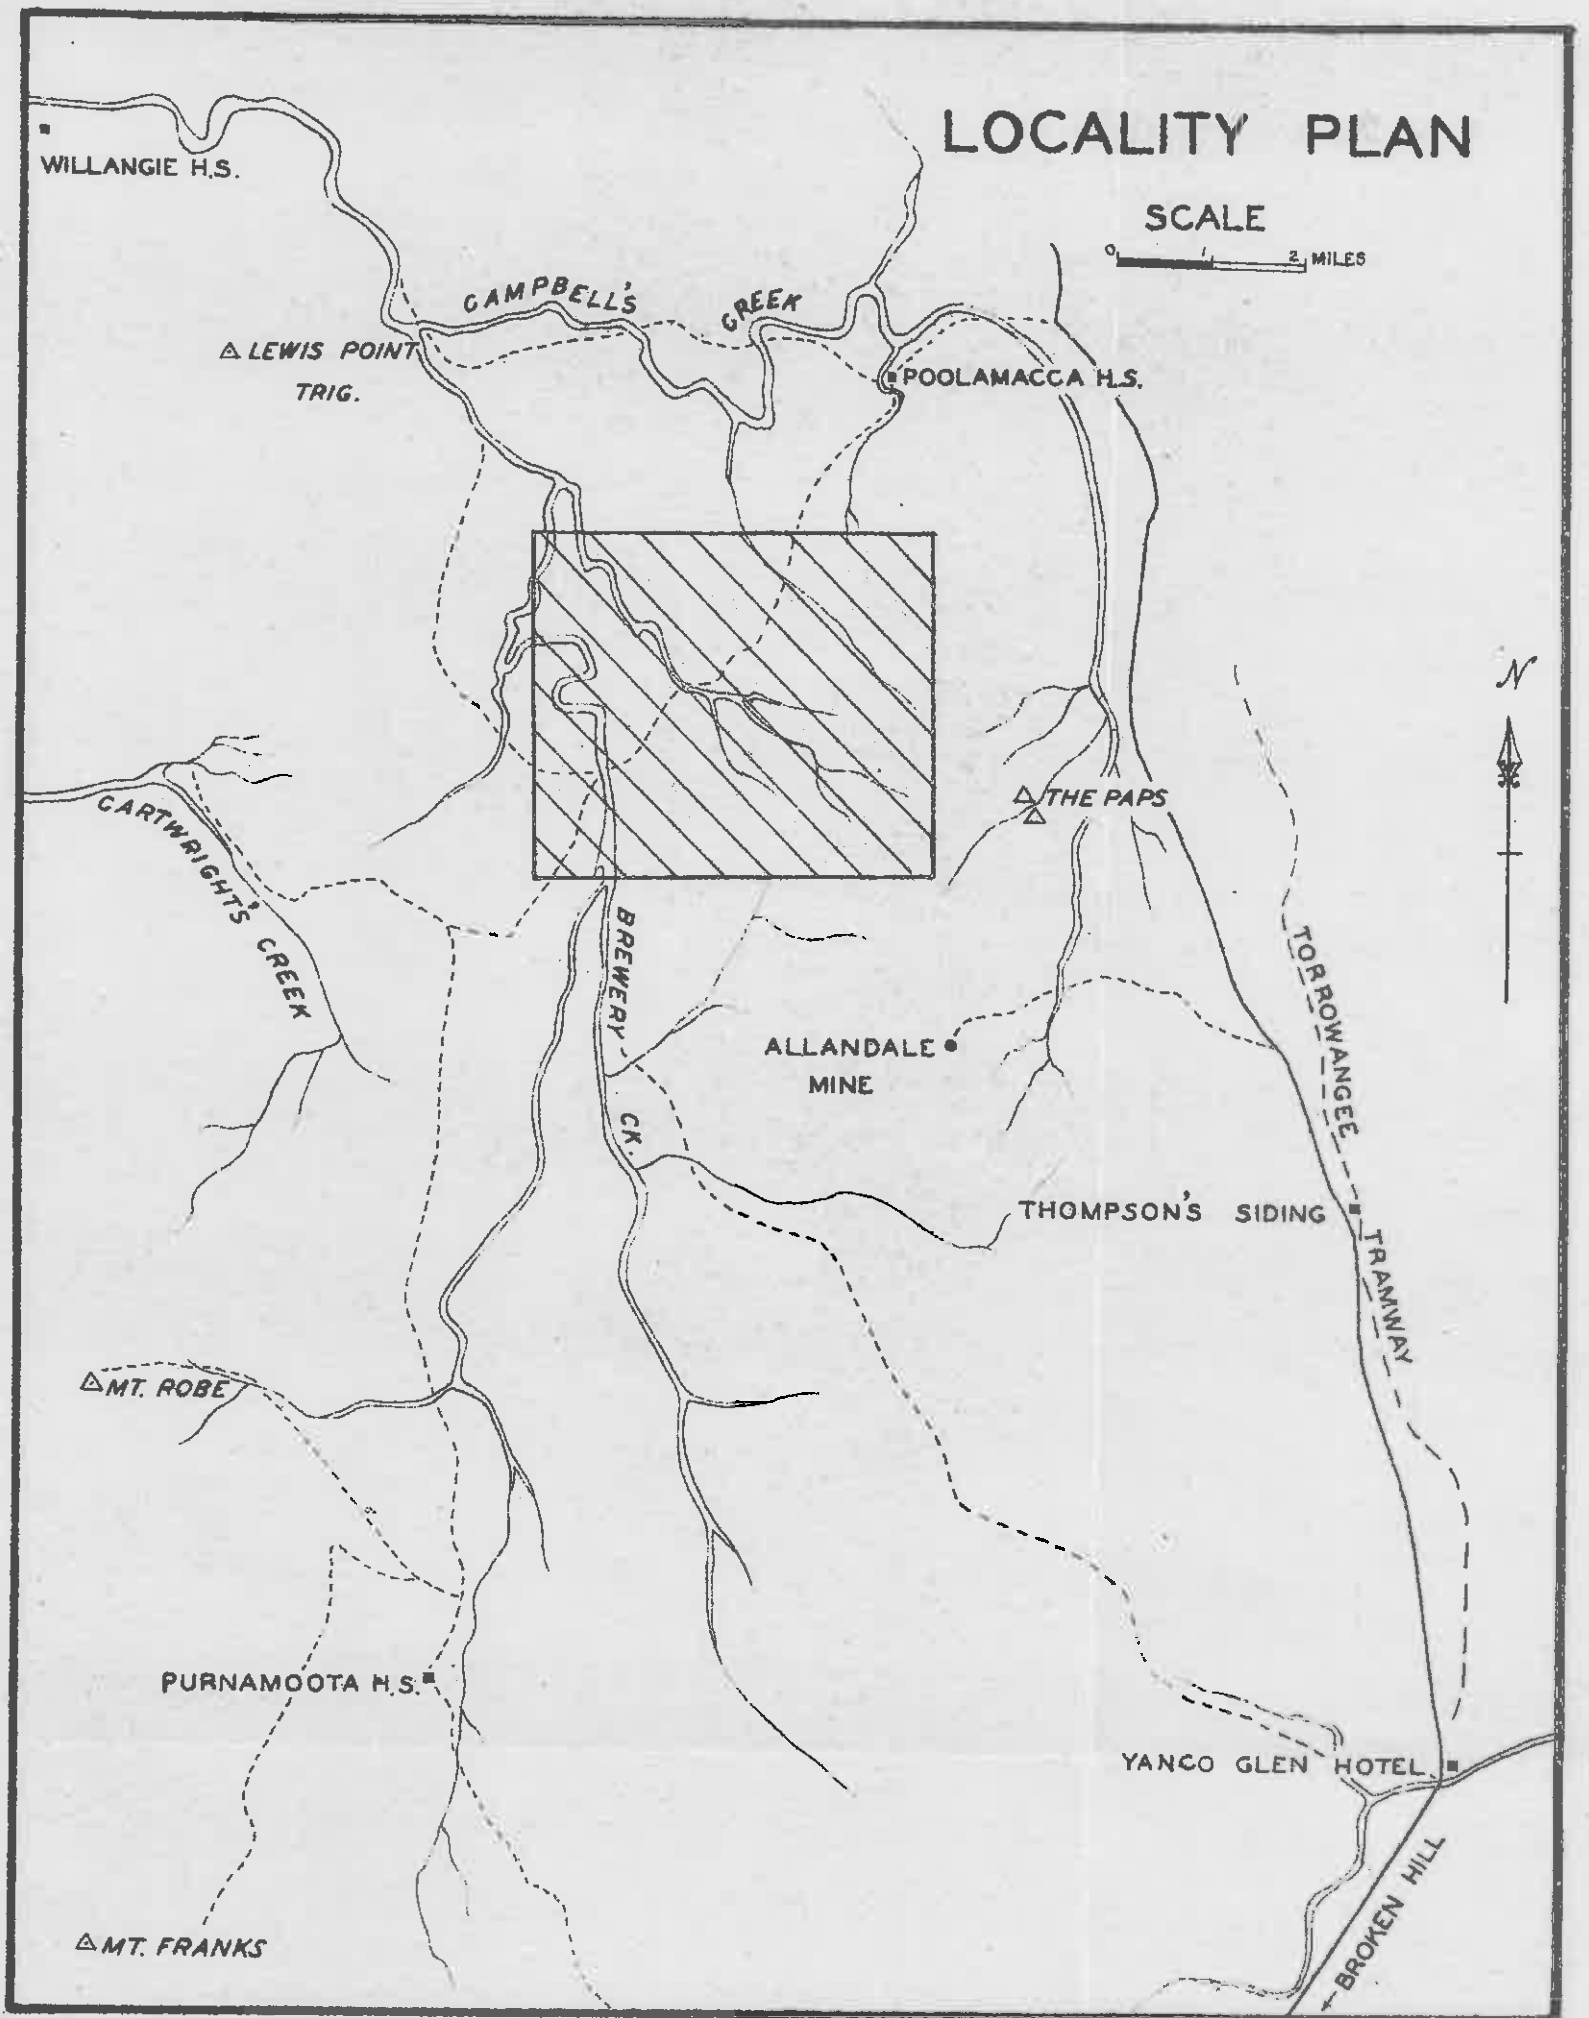 LOCALITY PLAN
SCALE
0 1 2 MILES
WILLANGIE H.S.
CAMPBELL'S CREEK
LEWIS POINT
TRIG.
POOLAMACCA H.S.
N
THE PAPS
CARTWRIGHTS' CREEK
BREWERY CK.
TORROWANGEE TRAMWAY
ALLANDALE
MINE
THOMPSON'S SIDING
MT. ROBE
PURNAMOOTA H.S.
YANCO GLEN HOTEL
BROKEN HILL
MT. FRANKS